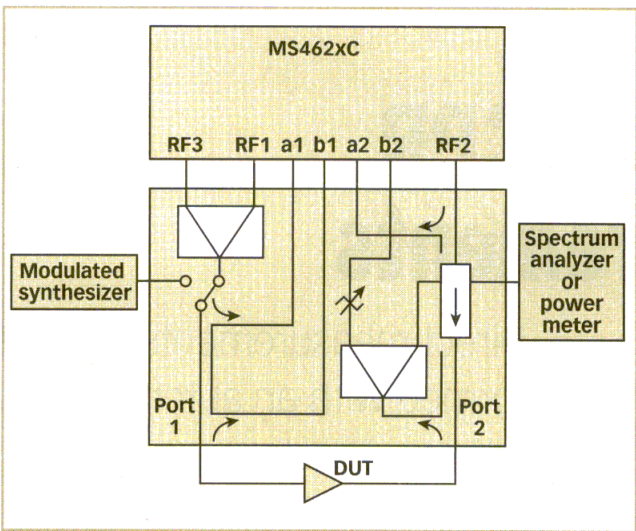 MS462xC
RF3 RF1 a1 b1 a2 b2 RF2
Modulated
synthesizer
Spectrum
analyzer
or
power
meter
Port
1
Port
2
DUT